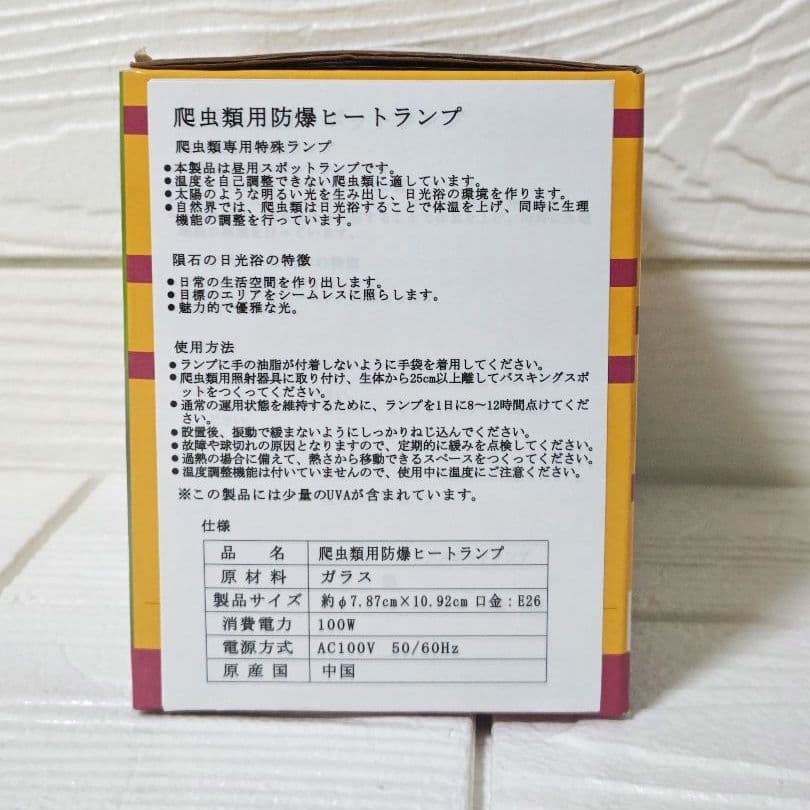 爬虫類用防爆ヒートランプ
爬虫類専用特殊ランプ
●本製品は昼用スポットランプです。
●温度を自己調整できない爬虫類に適しています。
●太陽のような明るい光を生み出し、日光浴の環境を作ります。
●自然界では、爬虫類は日光浴することで体温を上げ、同時に生理
機能の調整を行っています。
隕石の日光浴の特徴
●日常の生活空間を作り出します。
●目標のエリアをシームレスに照らします。
●魅力的で優雅な光。
使用方法
●ランプに手の油脂が付着しないように手袋を着用してください。
●爬虫類用照射器具に取り付け、生体から25cm以上離してバスキングスポ
ットをつくってください。
●通常の運用状態を維持するために、ランプを1日に8～12時間点けてくだ
さい。
●設置後、振動で緩まないようにしっかりねじ込んでください。
●故障や球切れの原因となりますので、定期的に緩みを点検してください。
●過熱の場合に備えて、熱さから移動できるスペースをつくってください。
●温度調整機能は付いていませんので、使用中に温度にご注意ください。
※この製品には少量のUVAが含まれています。
仕様
品 名 爬虫類用防爆ヒートランプ
原材料 ガラス
製品サイズ 約φ7.87cm×10.92cm 口金：E26
消費電力 100W
電源方式 AC100V 50/60Hz
原産国 中国